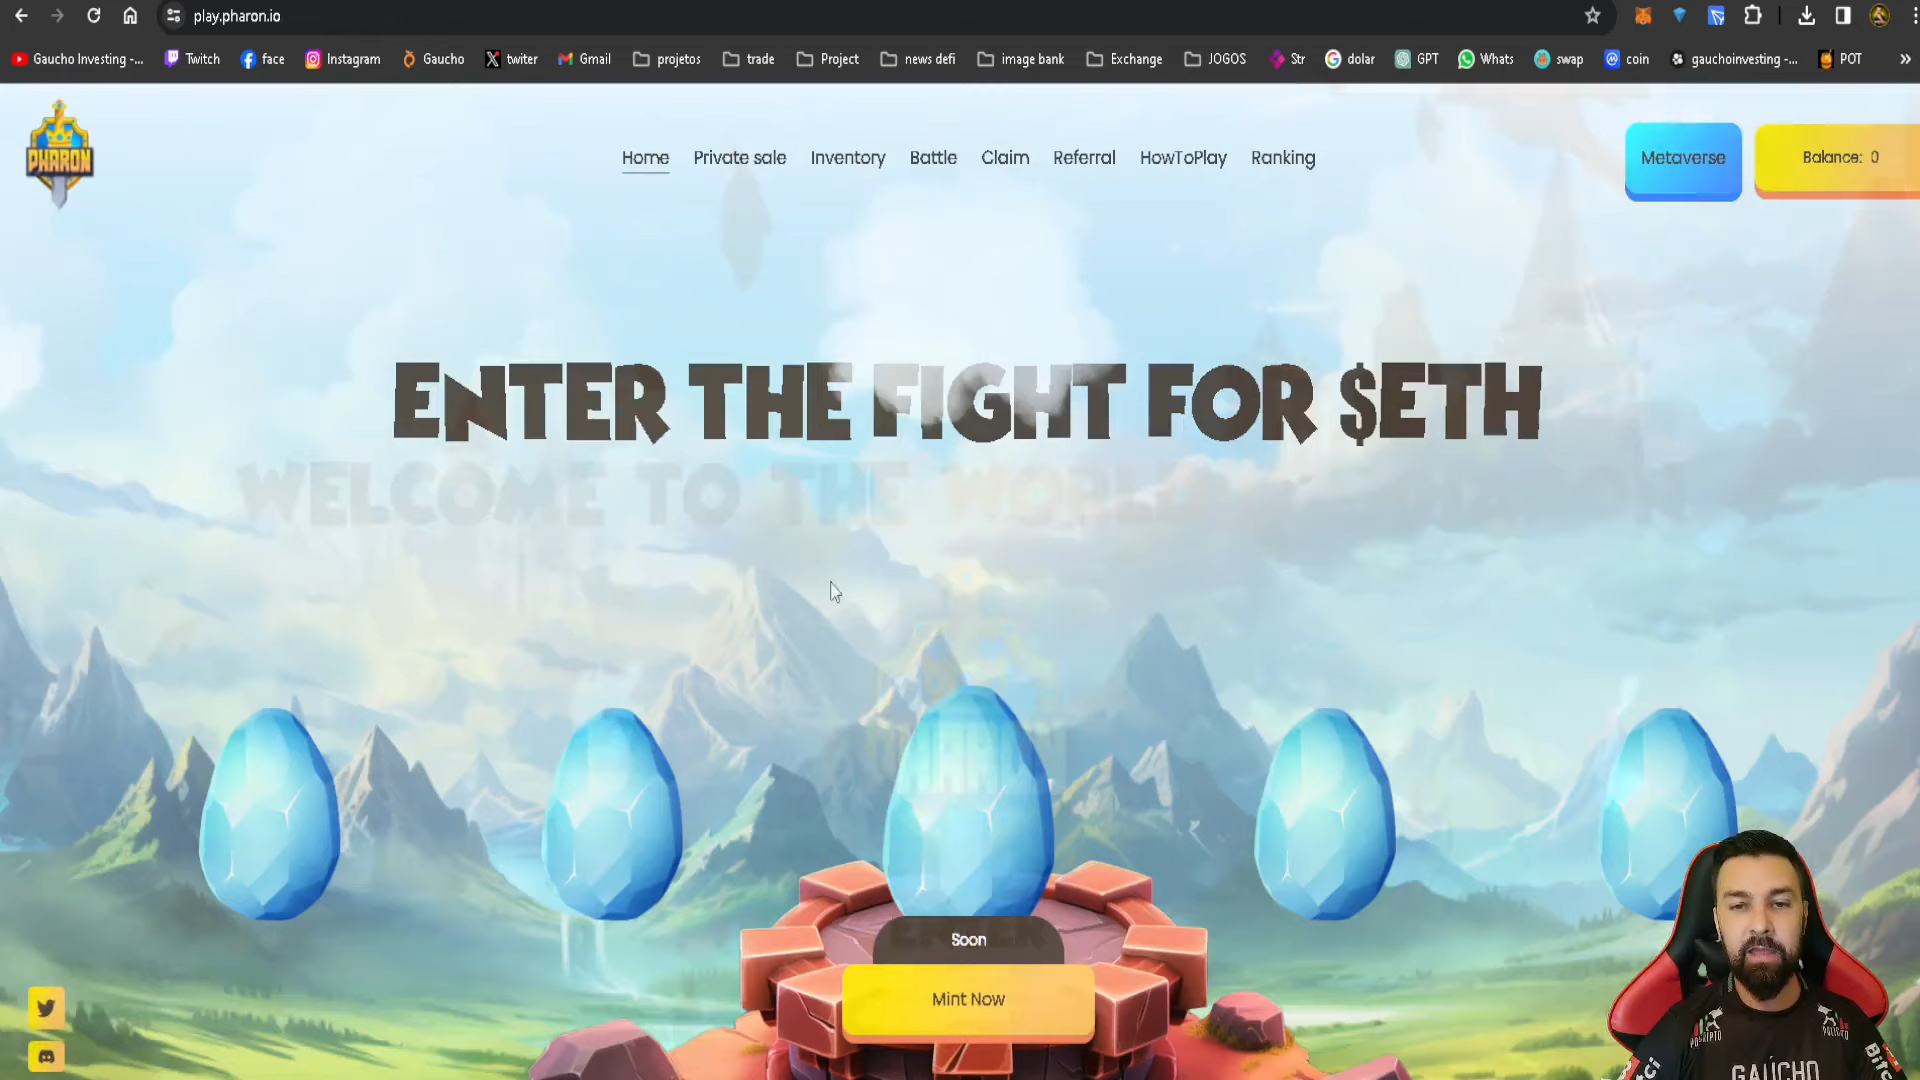 play.pharon.io
Gaucho Investing -... Twitch face Instagram Gaucho twiter Gmail projetos trade Project news defi image bank Exchange JOGOS Str dolar GPT Whats swap coin gauchoinvesting -... POT »
PHARON
Home Private sale Inventory Battle Claim Referral HowToPlay Ranking
Metaverse
Balance: 0
ENTER THE FIGHT FOR $ETH
WELCOME TO THE WORLD
Soon
Mint Now
GAÚCHO